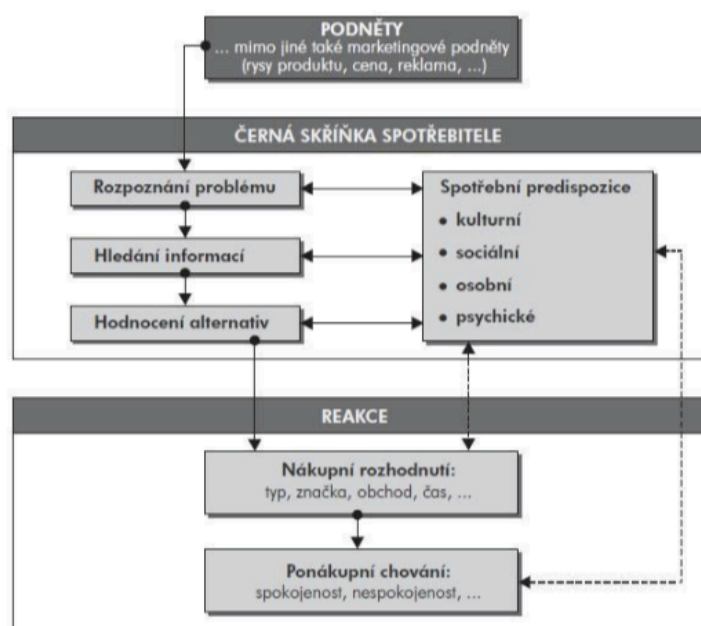 PODNĚTY
... mimo jiné také marketingové podněty
(rysy produktu, cena, reklama, ...)
ČERNÁ SKŘÍŇKA SPOTŘEBITELE
Rozpoznání problému
Hledání informací
Hodnocení alternativ
Spotřební predispozice
• kulturní
• sociální
• osobní
• psychické
REAKCE
Nákupní rozhodnutí:
typ, značka, obchod, čas, ...
Ponákupní chování:
spokojenost, nespokojenost, ...